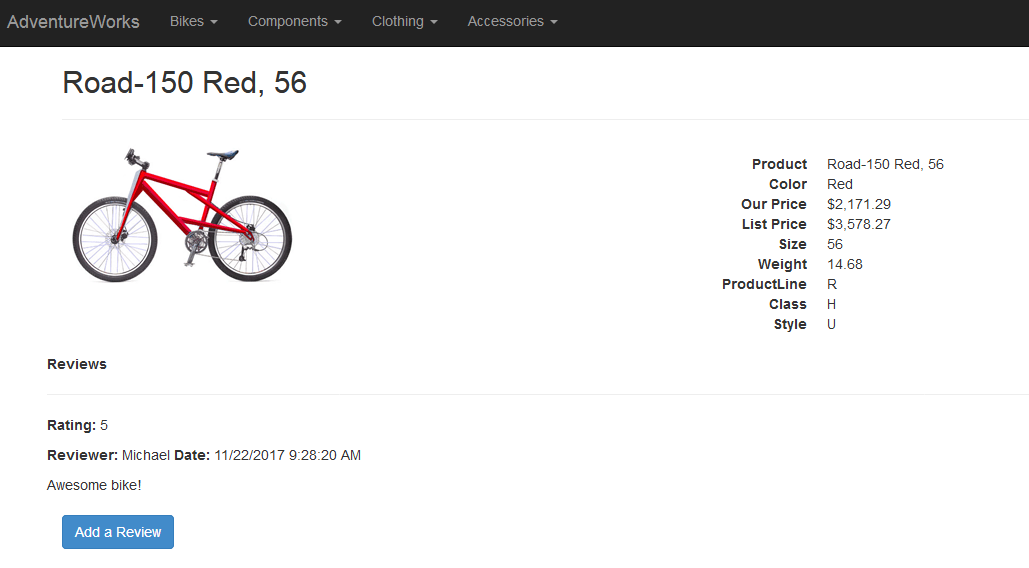 AdventureWorks Bikes Components Clothing Accessories
Road-150 Red, 56
Product Road-150 Red, 56
Color Red
Our Price $2,171.29
List Price $3,578.27
Size 56
Weight 14.68
ProductLine R
Class H
Style U
Reviews
Rating: 5
Reviewer: Michael Date: 11/22/2017 9:28:20 AM
Awesome bike!
Add a Review